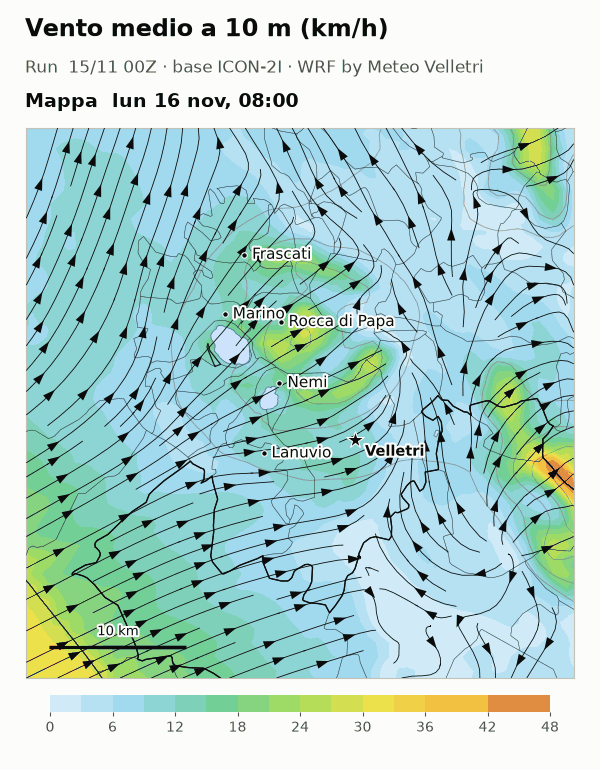 Vento medio a 10 m (km/h)
Run  15/11 00Z · base ICON-2I · WRF by Meteo Velletri
Mappa  lun 16 nov, 08:00
Frascati
Marino
Rocca di Papa
Nemi
Lanuvio
Velletri
10 km
0 6 12 18 24 30 36 42 48